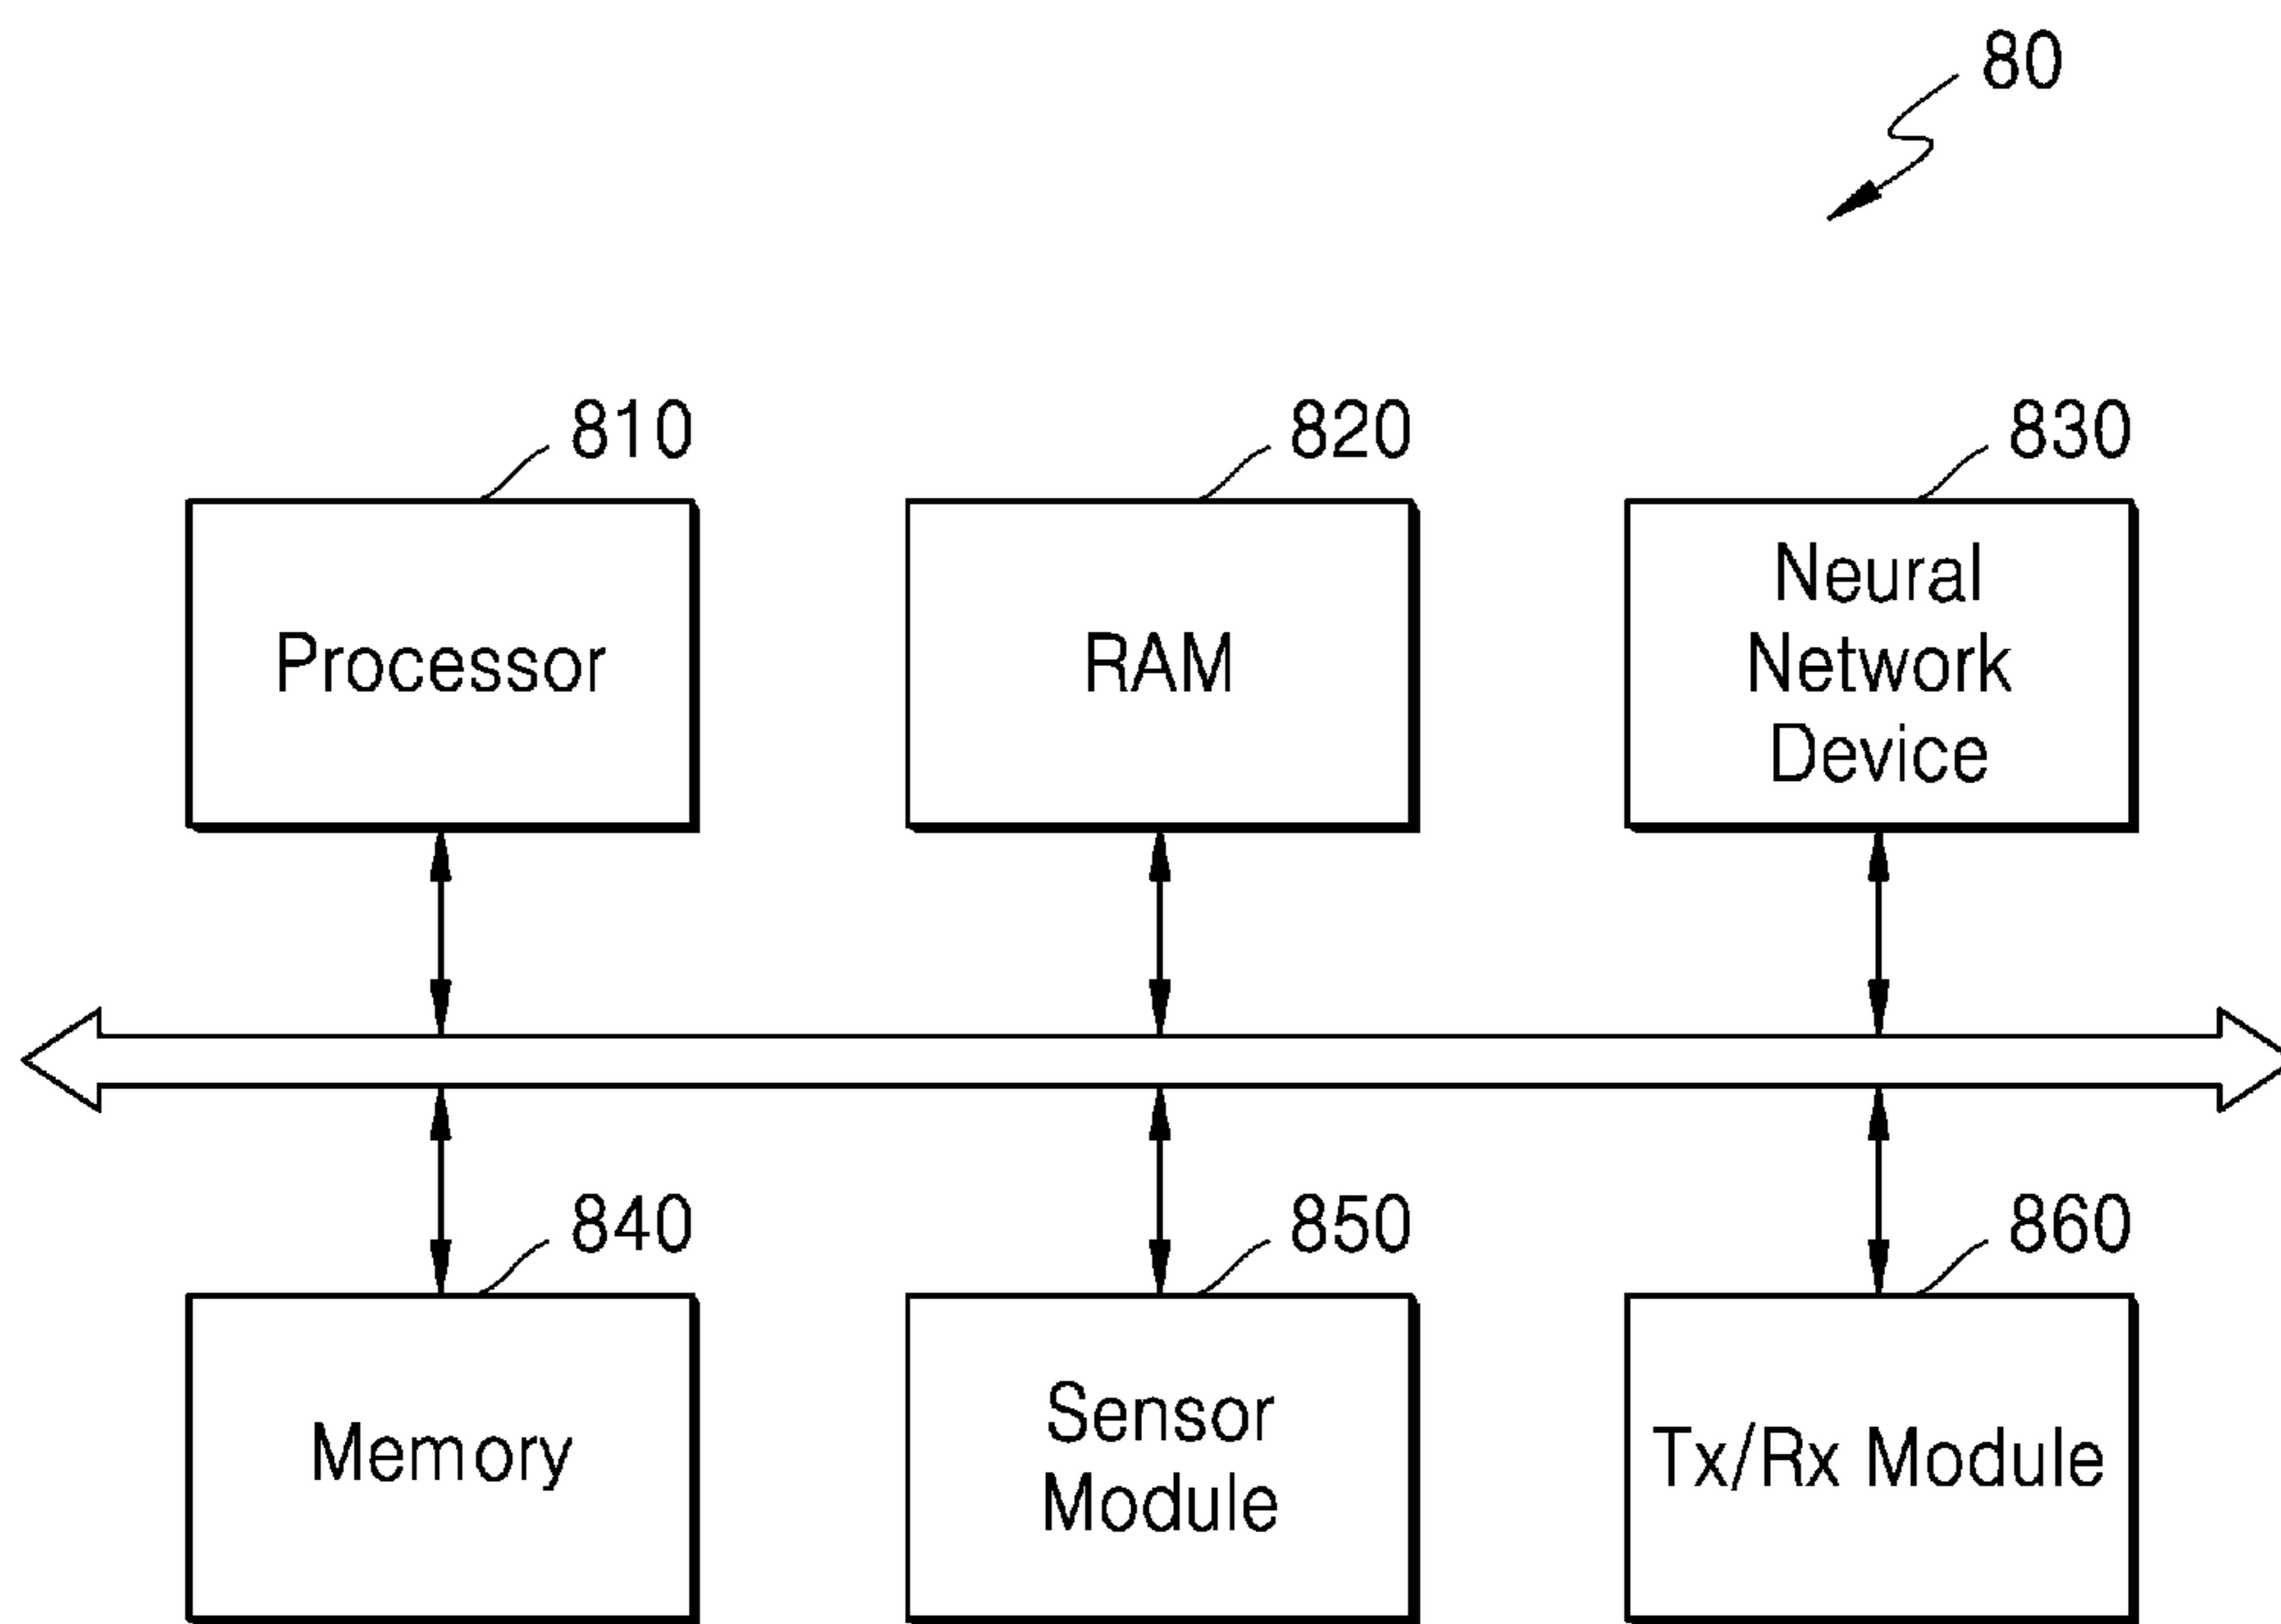 80
810
820
830
Processor
RAM
Neural
Network
Device
840
850
860
Memory
Sensor
Module
Tx/Rx Module